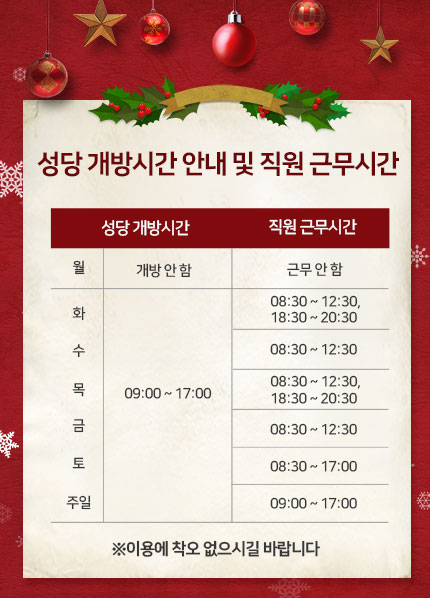 성당 개방시간 안내 및 직원 근무시간
성당 개방시간 직원 근무시간
월 개방 안 함 근무 안 함
화 08:30 ~ 12:30,
18:30 ~ 20:30
수 08:30 ~ 12:30
목 09:00 ~ 17:00 08:30 ~ 12:30,
18:30 ~ 20:30
금 08:30 ~ 12:30
토 08:30 ~ 17:00
주일 09:00 ~ 17:00
※이용에 착오 없으시길 바랍니다